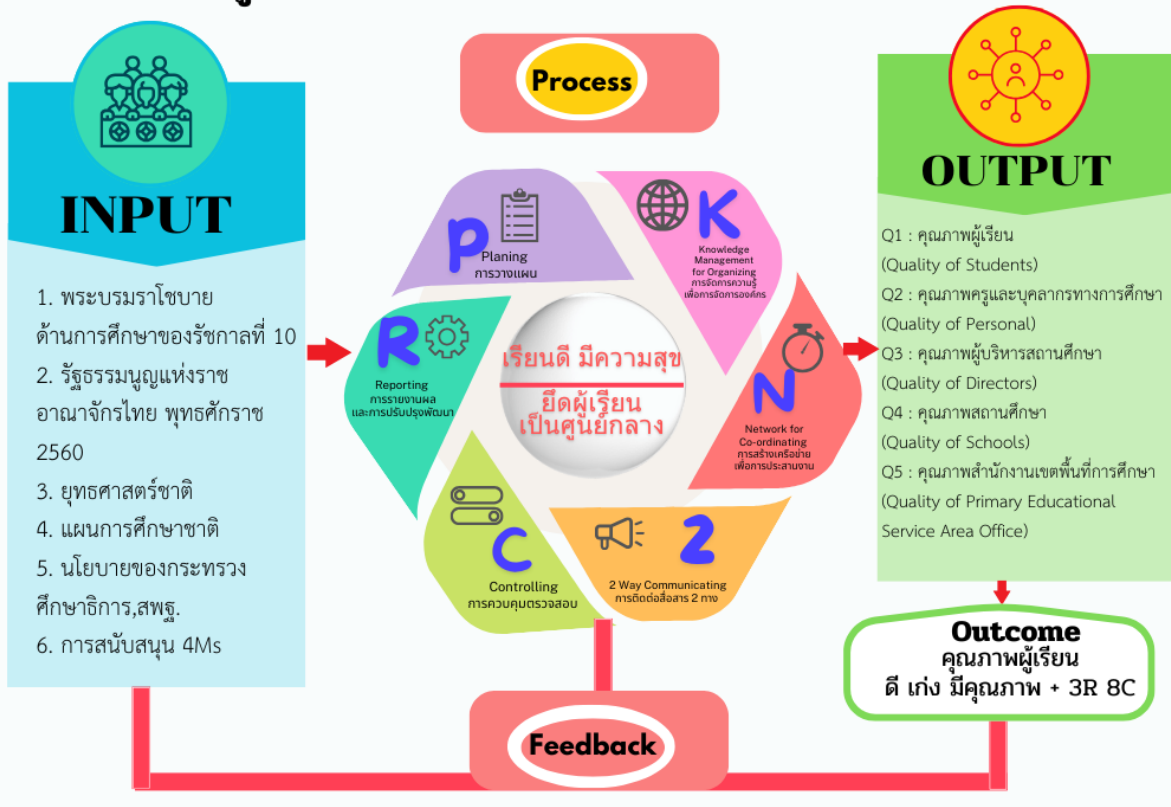 Process
INPUT
1. พระบรมราโชบาย
ด้านการศึกษาของรัชกาลที่ 10
2. รัฐธรรมนูญแห่งราช
อาณาจักรไทย พุทธศักราช
2560
3. ยุทธศาสตร์ชาติ
4. แผนการศึกษาชาติ
5. นโยบายของกระทรวง
ศึกษาธิการ,สพฐ.
6. การสนับสนุน 4Ms
P
Planing
การวางแผน
K
Knowledge
Management
for Organizing
การจัดการความรู้
เพื่อการจัดการองค์กร
N
Network for
Co-ordinating
การสร้างเครือข่าย
เพื่อการประสานงาน
2
2 Way Communicating
การติดต่อสื่อสาร 2 ทาง
C
Controlling
การควบคุมตรวจสอบ
R
Reporting
การรายงานผล
และการปรับปรุงพัฒนา
เรียนดี มีความสุข
ยึดผู้เรียน
เป็นศูนย์กลาง
OUTPUT
Q1 : คุณภาพผู้เรียน
(Quality of Students)
Q2 : คุณภาพครูและบุคลากรทางการศึกษา
(Quality of Personal)
Q3 : คุณภาพผู้บริหารสถานศึกษา
(Quality of Directors)
Q4 : คุณภาพสถานศึกษา
(Quality of Schools)
Q5 : คุณภาพสำนักงานเขตพื้นที่การศึกษา
(Quality of Primary Educational
Service Area Office)
Outcome
คุณภาพผู้เรียน
ดี เก่ง มีคุณภาพ + 3R 8C
Feedback